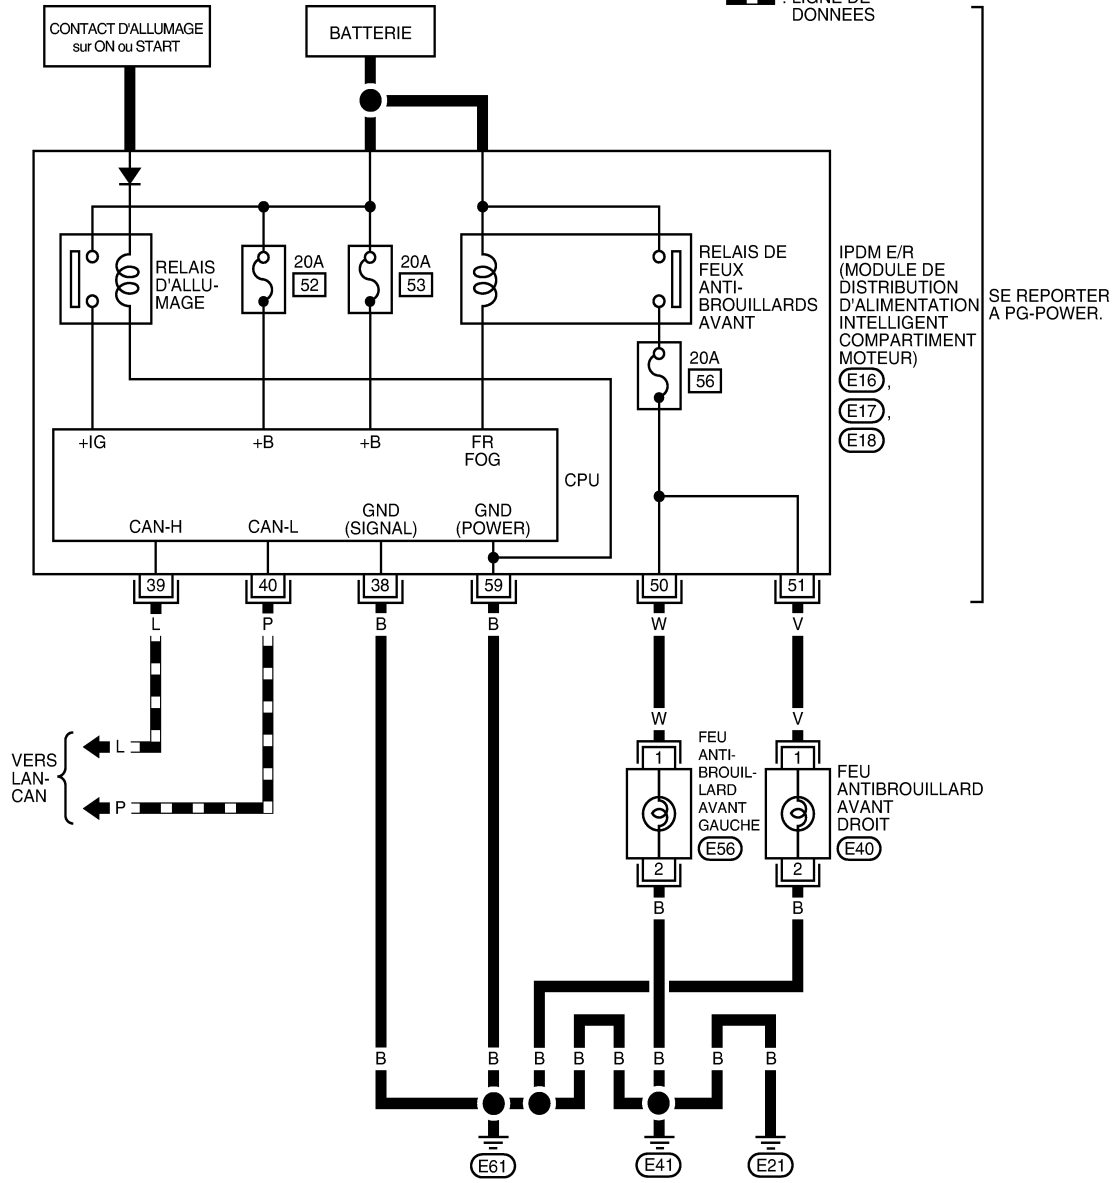 : LIGNE DE
DONNEES
CONTACT D'ALLUMAGE
sur ON ou START
BATTERIE
RELAIS
D'ALLU-
MAGE
20A
52
20A
53
RELAIS DE
FEUX
ANTI-
BROUILLARDS
AVANT
20A
56
IPDM E/R
(MODULE DE
DISTRIBUTION
D'ALIMENTATION
INTELLIGENT
COMPARTIMENT
MOTEUR)
E16 ,
E17 ,
E18
SE REPORTER
A PG-POWER.
+IG
+B
+B
FR
FOG
CPU
CAN-H
CAN-L
GND
(SIGNAL)
GND
(POWER)
39
40
38
59
50
51
L
P
B
B
W
V
W
V
VERS
LAN-
CAN
L
P
1
FEU
ANTI-
BROUIL-
LARD
AVANT
GAUCHE
E56
2
1
FEU
ANTIBROUILLARD
AVANT
DROIT
E40
2
B
B
B
B
B
B
B
B
B
B
E61
E41
E21